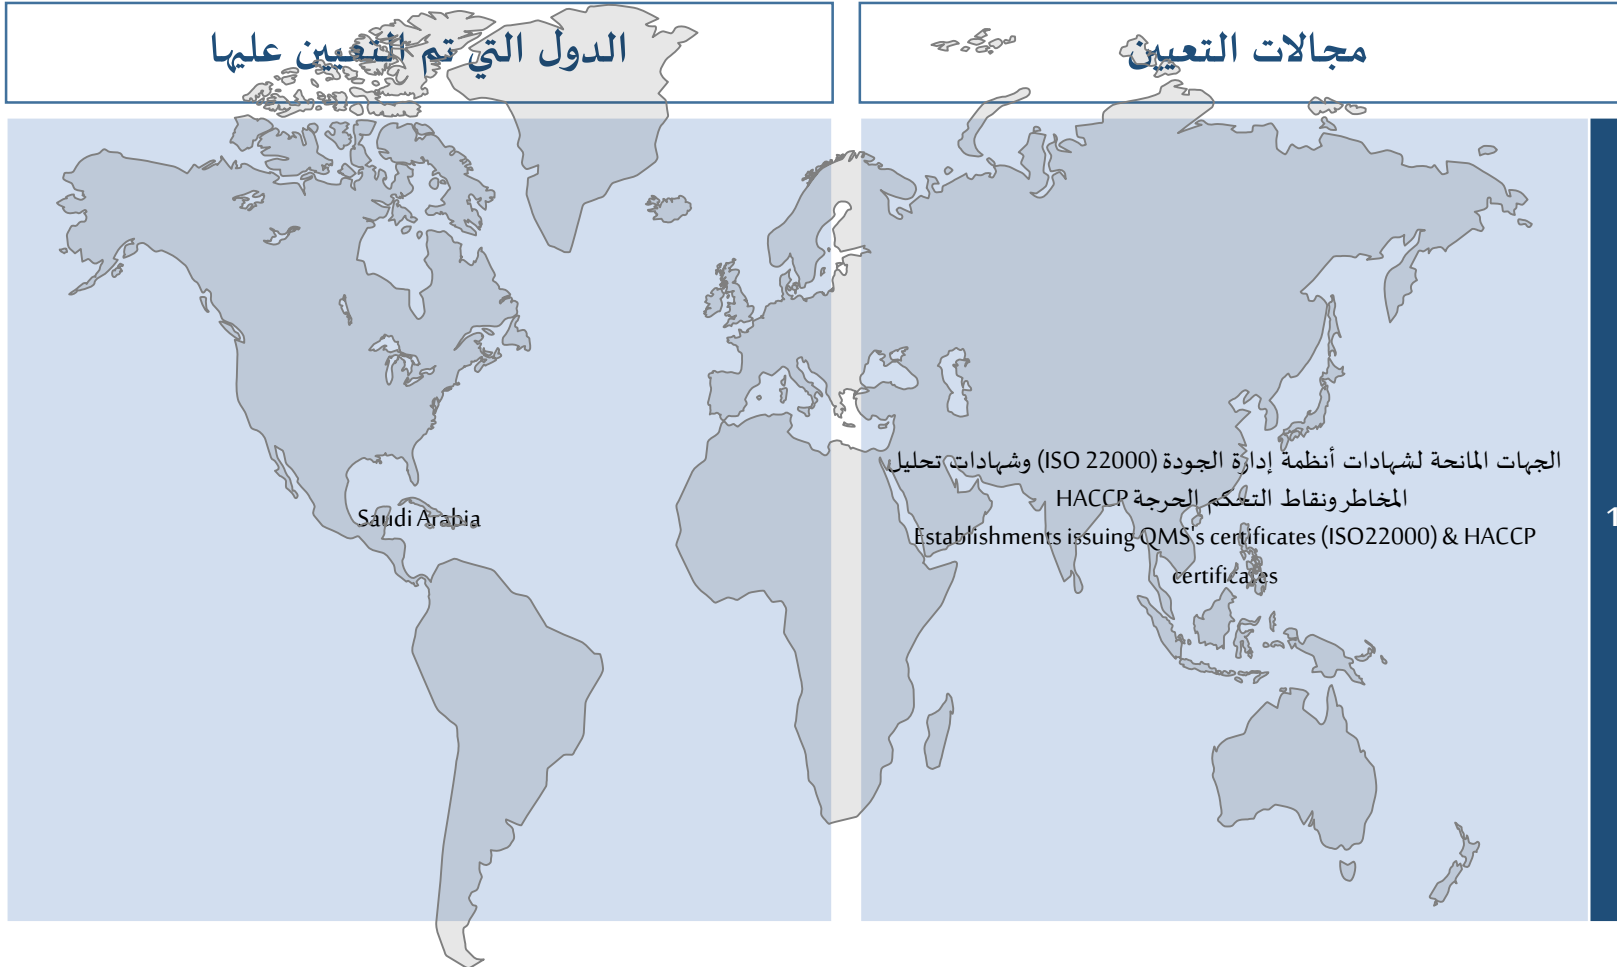 مجالات التعيين
الدول التي تم التعيين عليها
1
الجهات المانحة لشهادات أنظمة إدارة الجودة (ISO 22000) وشهادات تحليل
المخاطر ونقاط التحكم الحرجة HACCP
Establishments issuing QMS's certificates (ISO22000) & HACCP
certificates
Saudi Arabia